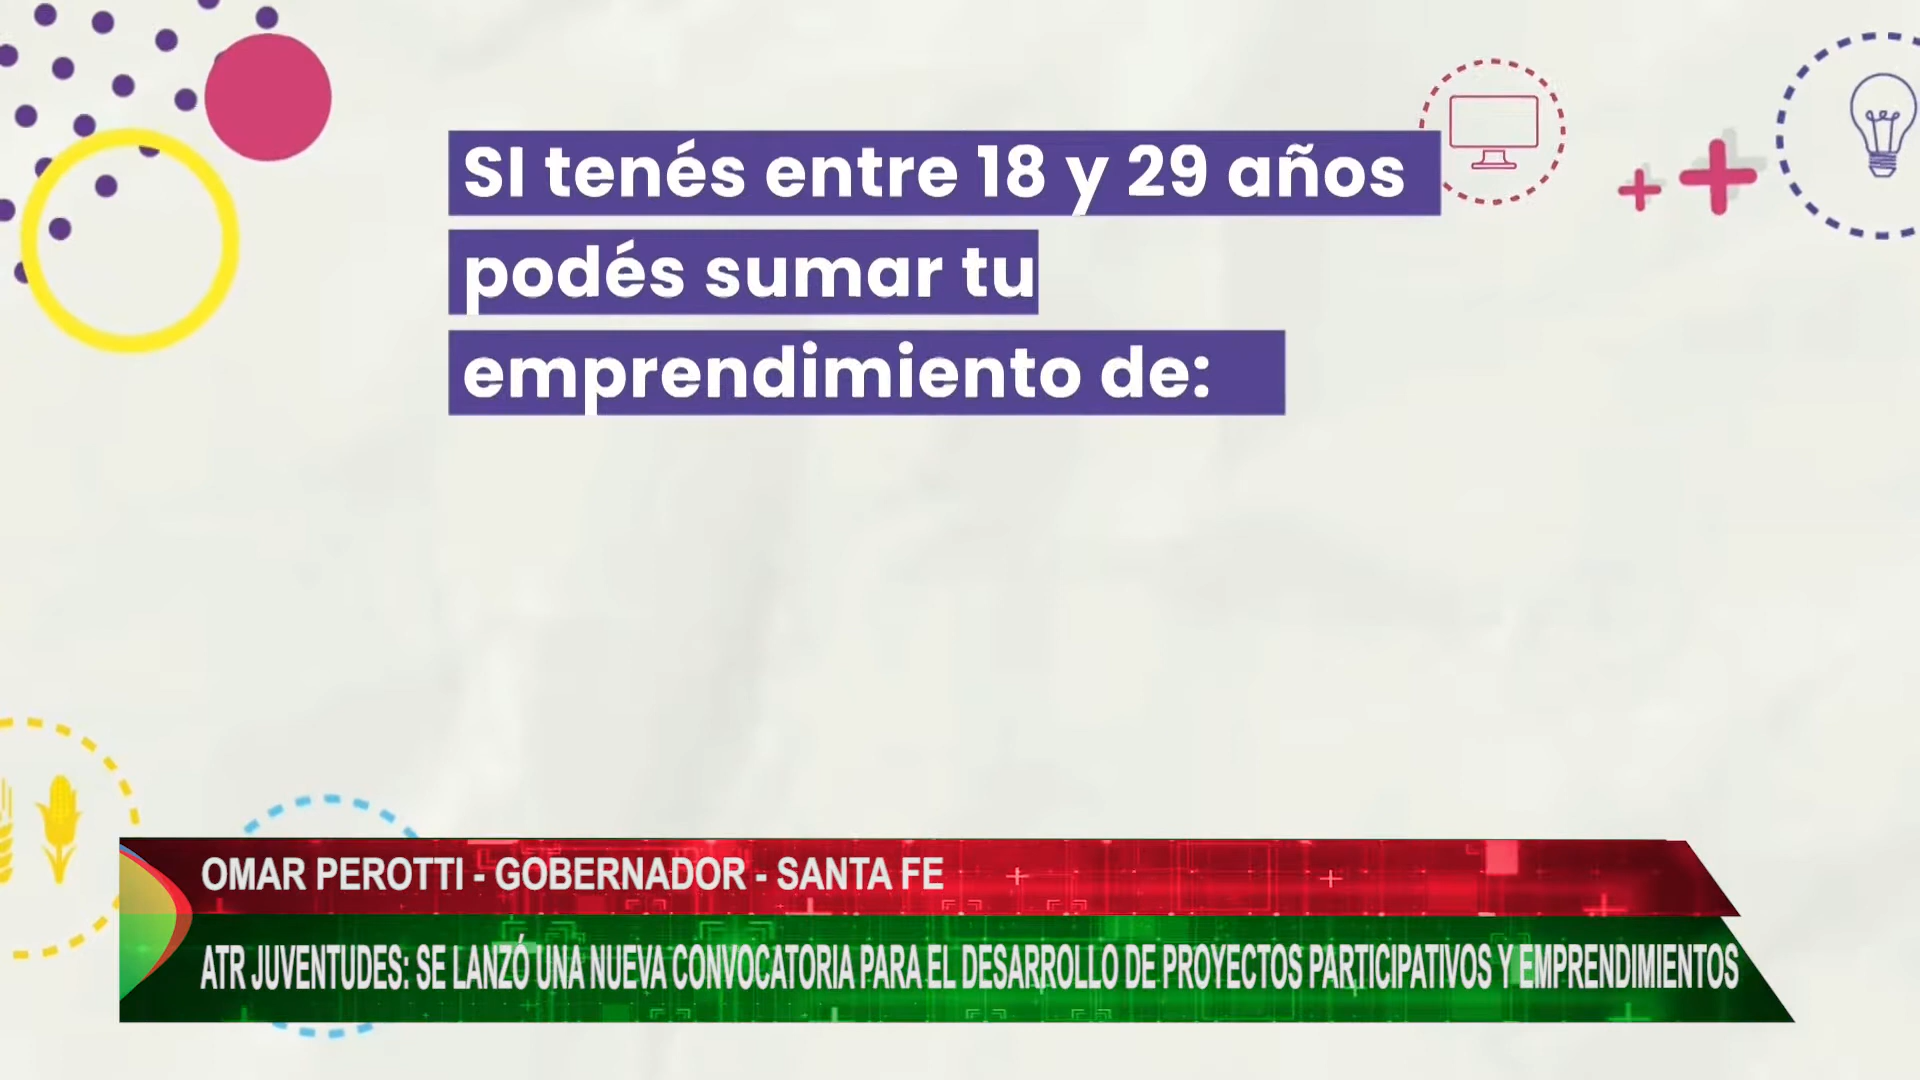 SI tenés entre 18 y 29 años
podés sumar tu
emprendimiento de:
OMAR PEROTTI - GOBERNADOR - SANTA FE
ATR JUVENTUDES: SE LANZÓ UNA NUEVA CONVOCATORIA PARA EL DESARROLLO DE PROYECTOS PARTICIPATIVOS Y EMPRENDIMIENTOS